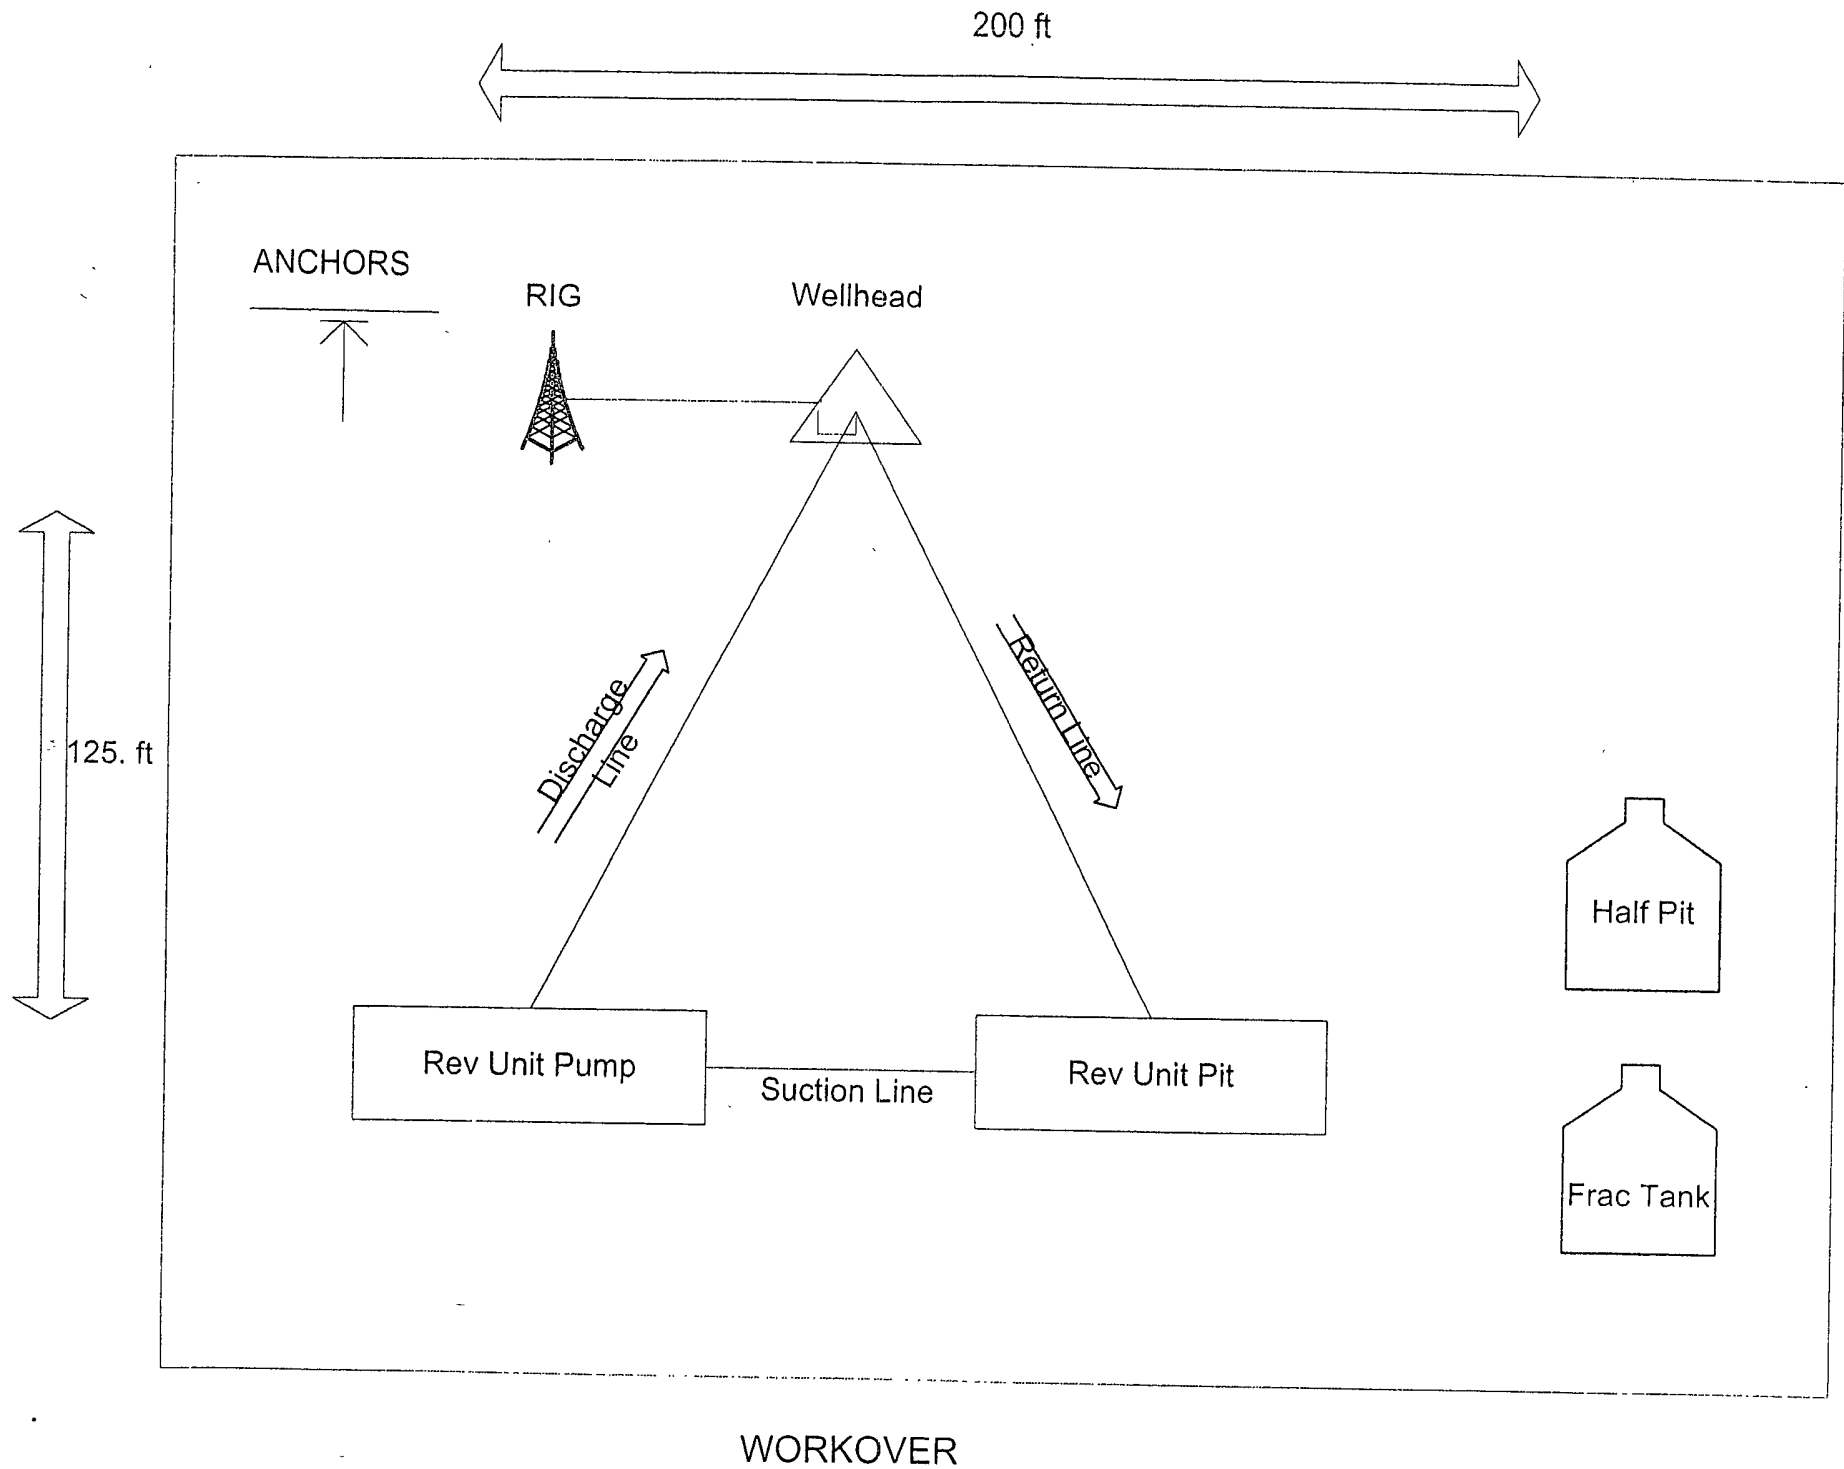 200 ft
ANCHORS
RIG
Wellhead
125. ft
Discharge
Line
Return Line
Half Pit
Rev Unit Pump
Suction Line
Rev Unit Pit
Frac Tank
WORKOVER